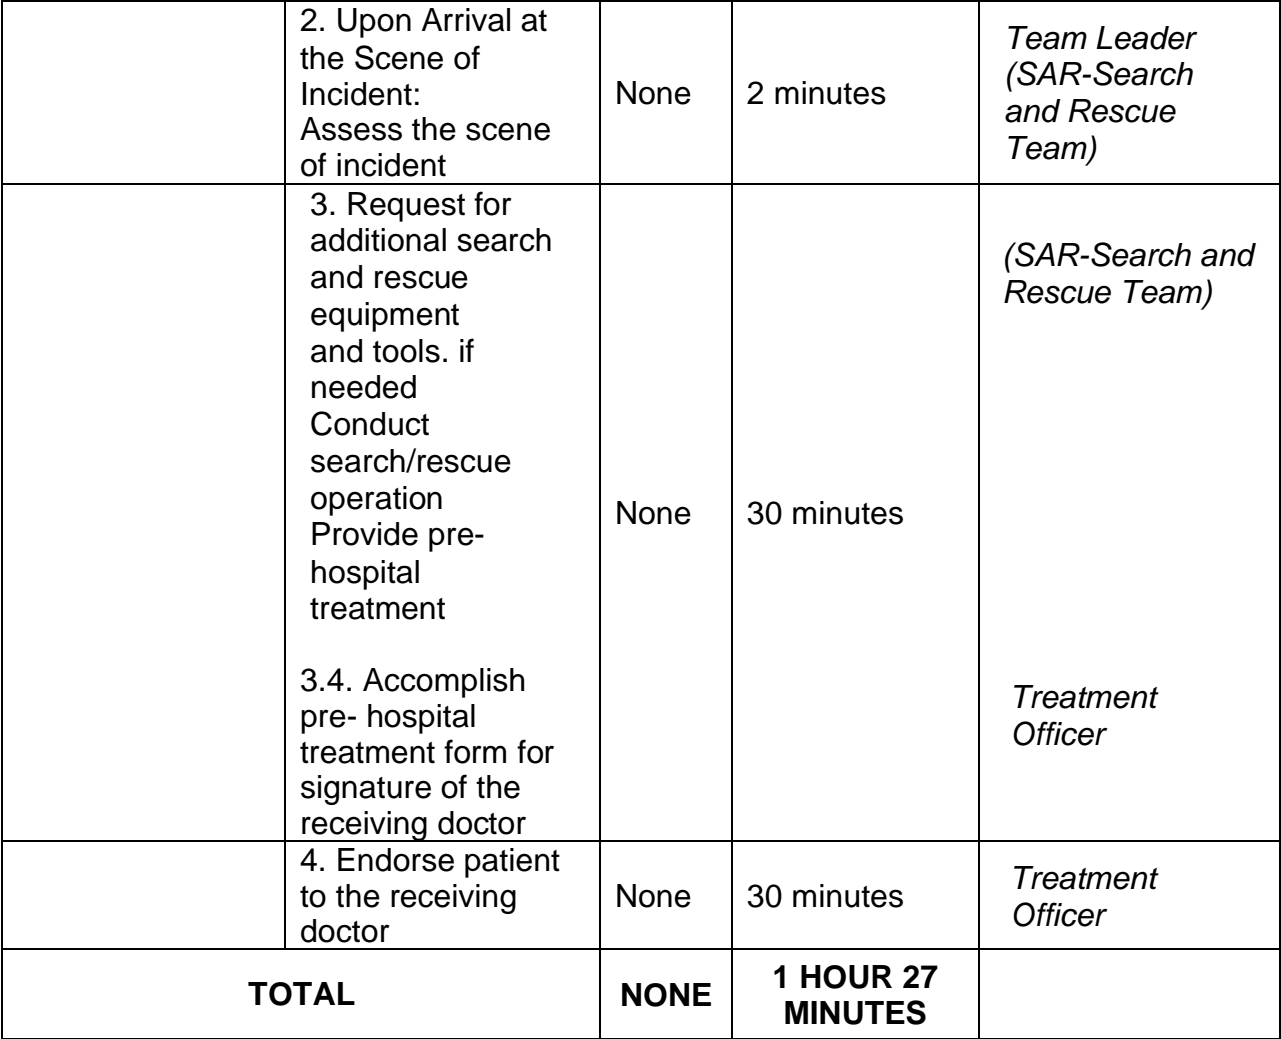 2. Upon Arrival at
the Scene of
Incident:
Assess the scene
of incident
None
2 minutes
Team Leader
(SAR-Search
and Rescue
Team)
3. Request for
additional search
and rescue
equipment
and tools. if
needed
Conduct
search/rescue
operation
Provide pre-
hospital
treatment
3.4. Accomplish
pre- hospital
treatment form for
signature of the
receiving doctor
None
30 minutes
(SAR-Search and
Rescue Team)
Treatment
Officer
4. Endorse patient
to the receiving
doctor
None
30 minutes
Treatment
Officer
TOTAL
NONE
1 HOUR 27
MINUTES